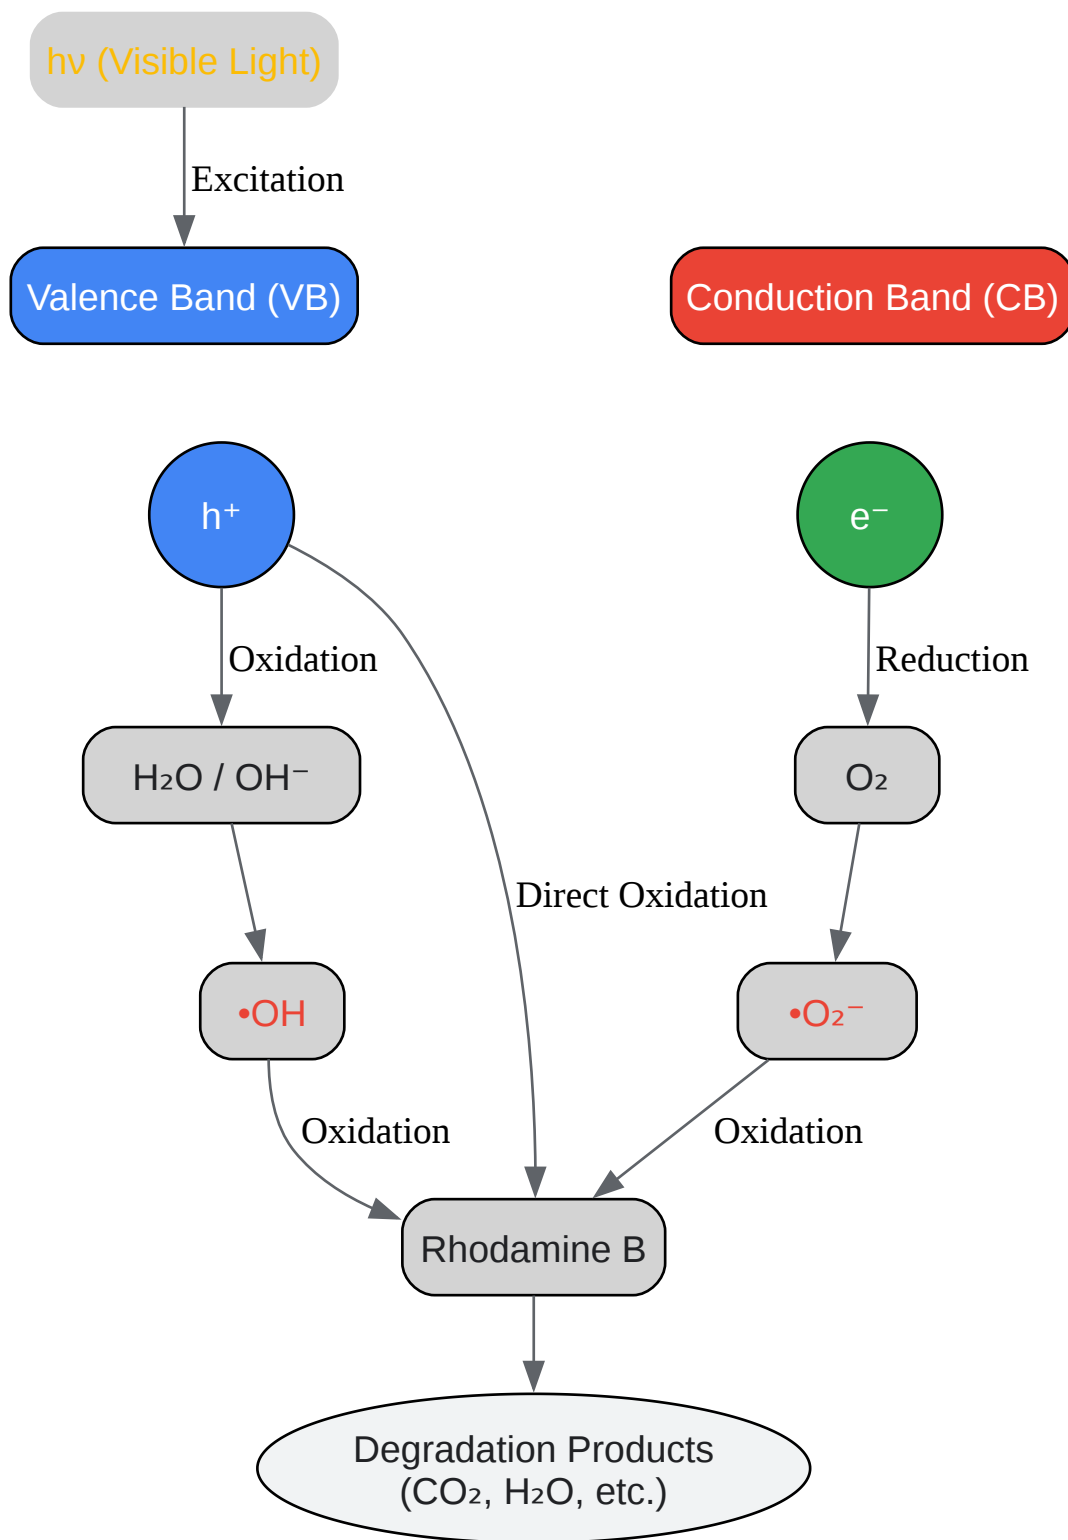 hν (Visible Light)
Excitation
Valence Band (VB)
Conduction Band (CB)
h⁺
e⁻
Oxidation
Reduction
H₂O / OH⁻
O₂
Direct Oxidation
•OH
•O₂⁻
Oxidation
Oxidation
Rhodamine B
Degradation Products
(CO₂, H₂O, etc.)